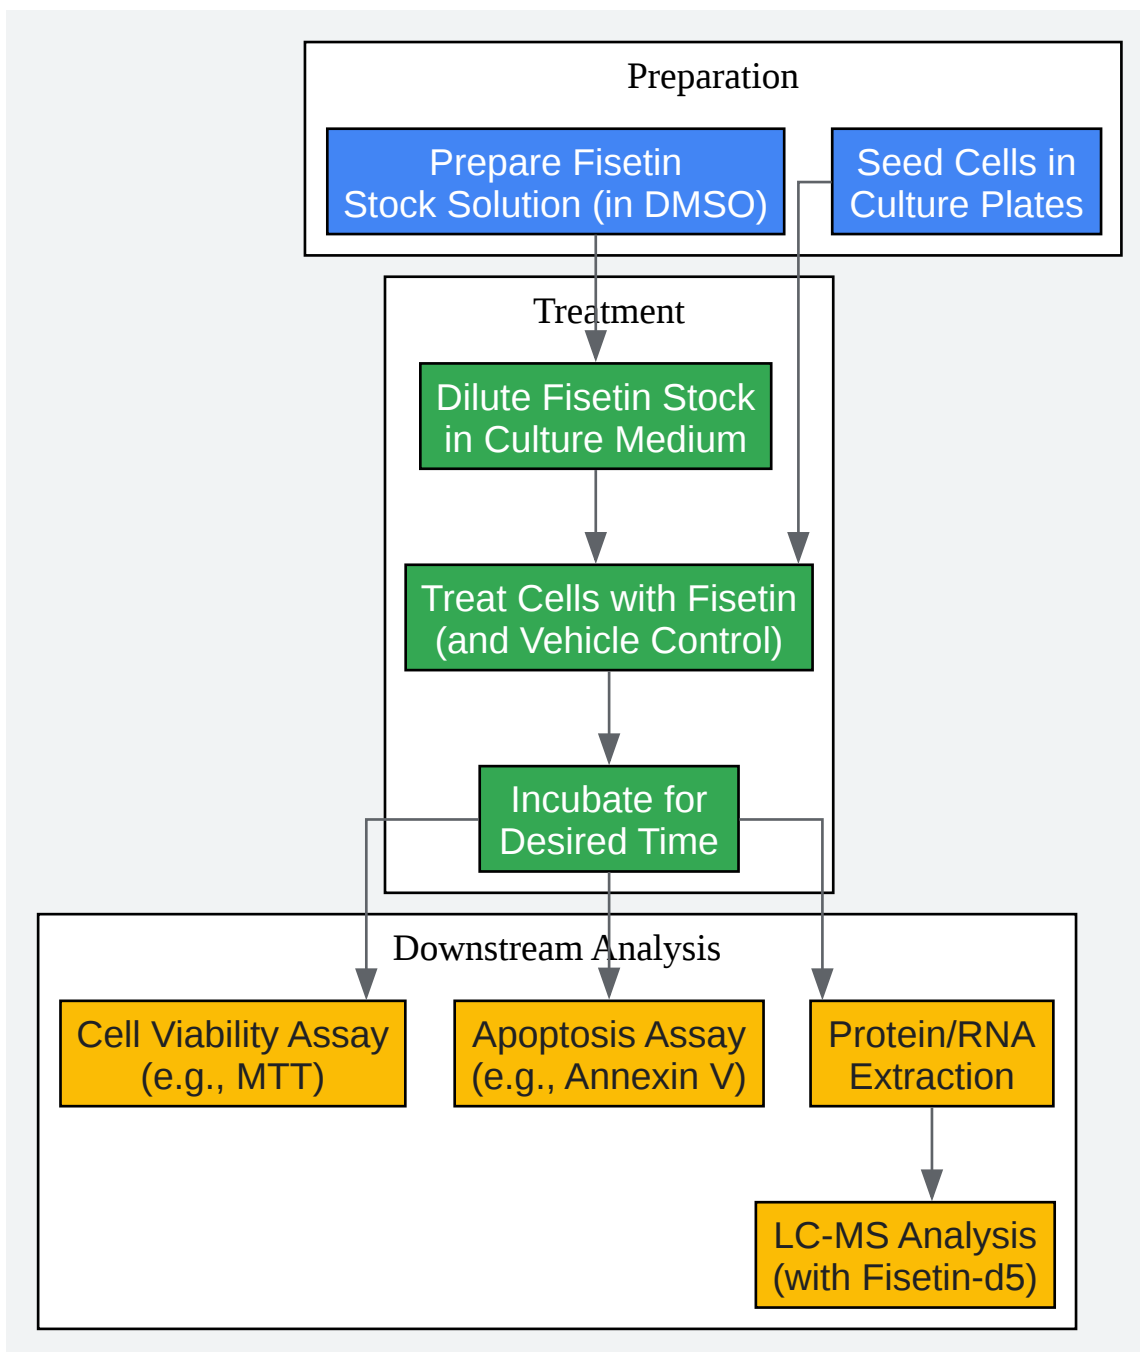 Preparation
Prepare Fisetin
Stock Solution (in DMSO)
Seed Cells in
Culture Plates
Treatment
Dilute Fisetin Stock
in Culture Medium
Treat Cells with Fisetin
(and Vehicle Control)
Incubate for
Desired Time
Downstream Analysis
Cell Viability Assay
(e.g., MTT)
Apoptosis Assay
(e.g., Annexin V)
Protein/RNA
Extraction
LC-MS Analysis
(with Fisetin-d5)